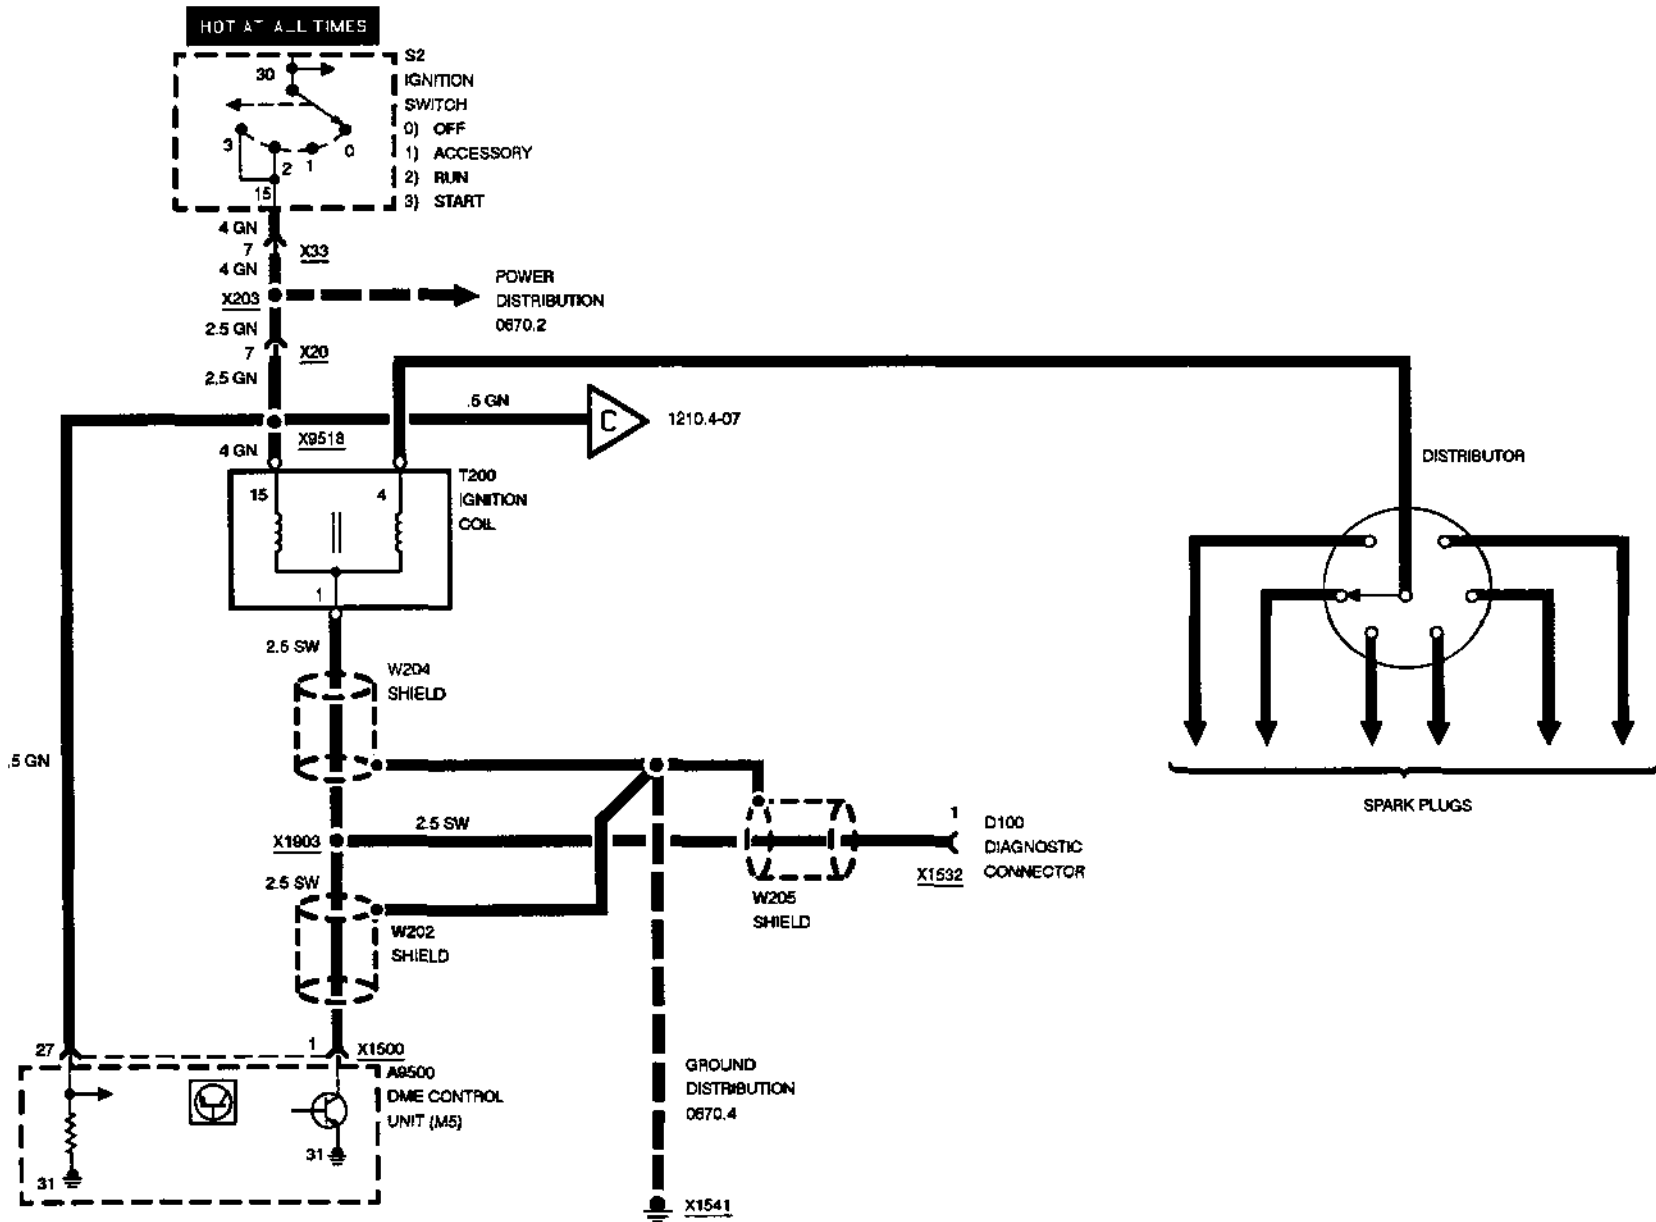 HOT AT ALL TIMES
S2
IGNITION
SWITCH
0) OFF
1) ACCESSORY
2) RUN
3) START
30
3
2
1
0
15
4 GN
7
X33
4 GN
X203
POWER
DISTRIBUTION
0670.2
2.5 GN
7
X20
2.5 GN
.5 GN
C
1210.4-07
X9518
4 GN
T200
IGNITION
COIL
15
4
1
DISTRIBUTOR
2.5 SW
W204
SHIELD
.5 GN
SPARK PLUGS
X1903
2.5 SW
1
D100
DIAGNOSTIC
CONNECTOR
X1532
2.5 SW
W205
SHIELD
W202
SHIELD
27
1
X1500
A9500
DME CONTROL
UNIT (M5)
31
31
GROUND
DISTRIBUTION
0670.4
X1541